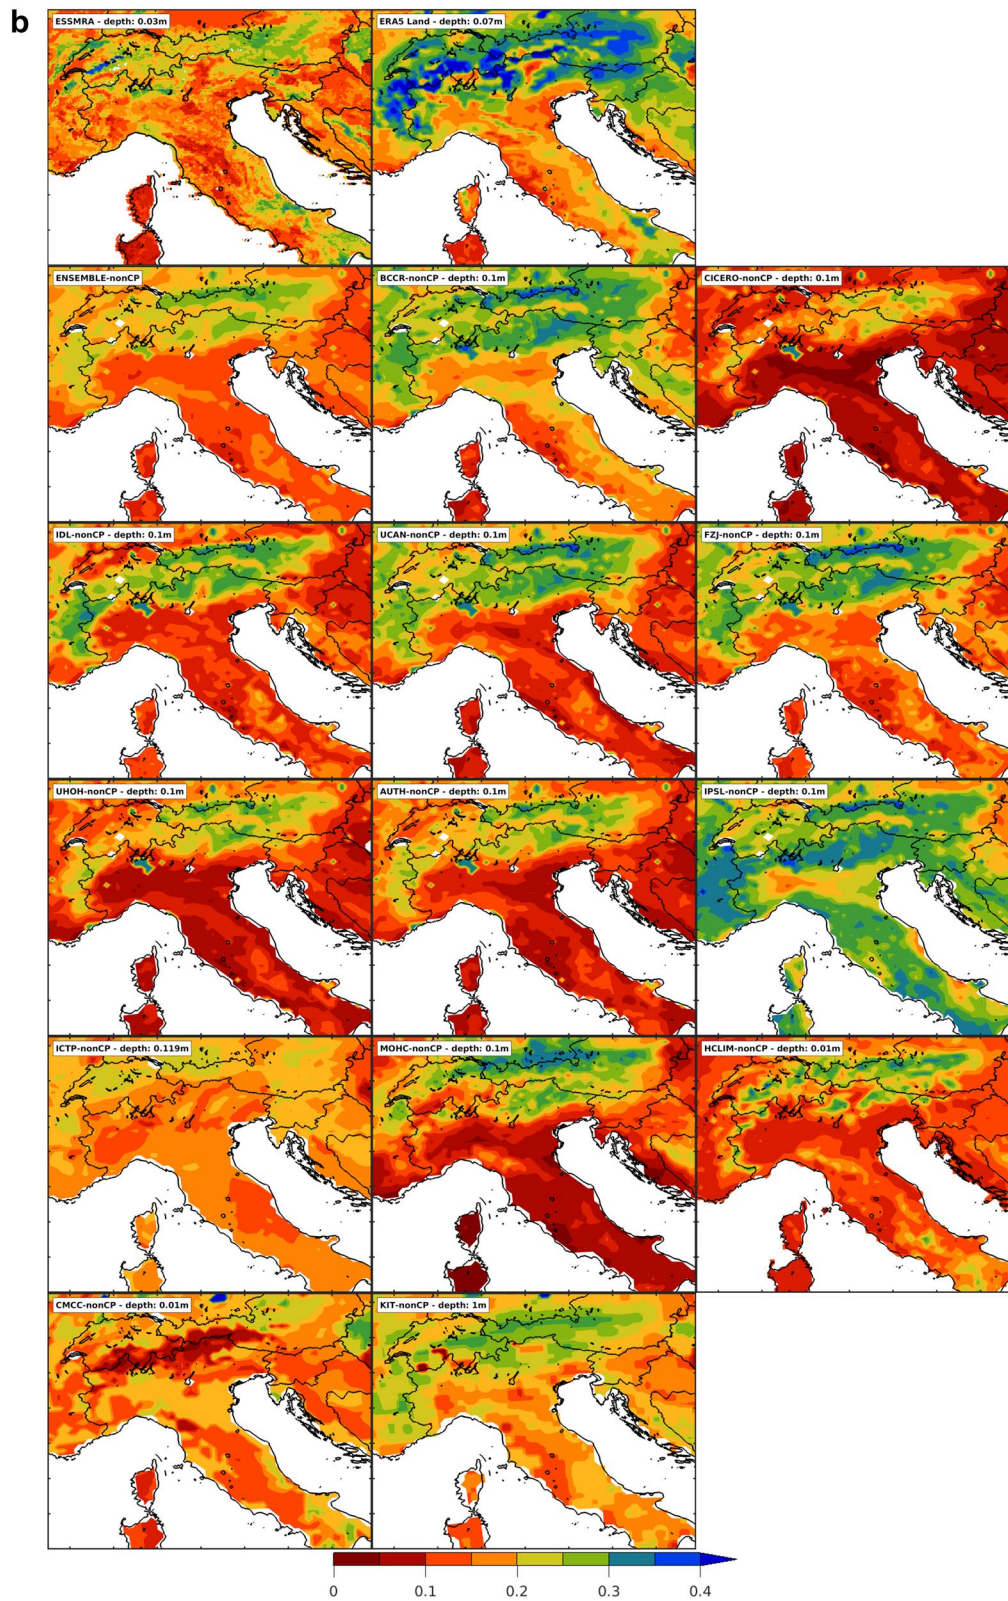 b
ESSMRA - depth: 0.03m
ERA5 Land - depth: 0.07m
ENSEMBLE-nonCP
BCCR-nonCP - depth: 0.1m
CICERO-nonCP - depth: 0.1m
IDL-nonCP - depth: 0.1m
UCAN-nonCP - depth: 0.1m
FZJ-nonCP - depth: 0.1m
UHOH-nonCP - depth: 0.1m
AUTH-nonCP - depth: 0.1m
IPSL-nonCP - depth: 0.1m
ICTP-nonCP - depth: 0.119m
MOHC-nonCP - depth: 0.1m
HCLIM-nonCP - depth: 0.01m
CMCC-nonCP - depth: 0.01m
KIT-nonCP - depth: 1m
0 0.1 0.2 0.3 0.4